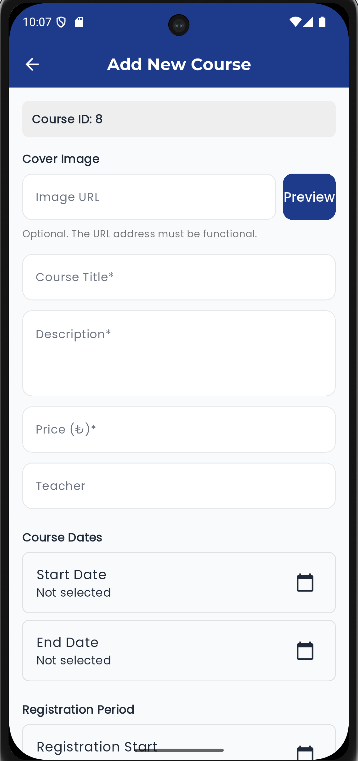 10:07
Add New Course
Course ID: 8
Cover Image
Image URL
Preview
Optional. The URL address must be functional.
Course Title*
Description*
Price (₺)*
Teacher
Course Dates
Start Date
Not selected
End Date
Not selected
Registration Period
Registration Start